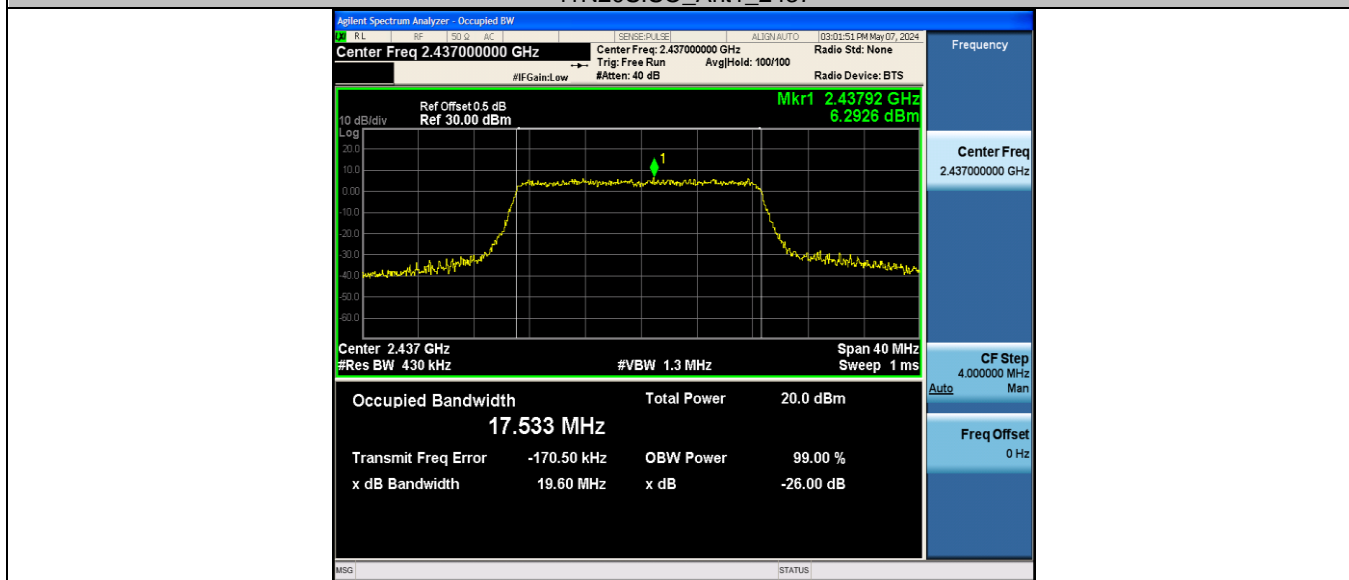 Agilent Spectrum Analyzer - Occupied BW
RL RF 50 Ω AC SENSE:PULSE ALIGN AUTO 03:01:51 PM May 07, 2024
Center Freq 2.437000000 GHz
Center Freq: 2.437000000 GHz Radio Std: None
Trig: Free Run Avg|Hold: 100/100
#IFGain:Low #Atten: 40 dB Radio Device: BTS
Frequency
Mkr1 2.43792 GHz
6.2926 dBm
Ref Offset 0.5 dB
10 dB/div Ref 30.00 dBm
Log
20.0
10.0
0.00
-10.0
-20.0
-30.0
-40.0
-50.0
-60.0
1
Center 2.437 GHz Span 40 MHz
#Res BW 430 kHz #VBW 1.3 MHz Sweep 1 ms
Occupied Bandwidth Total Power 20.0 dBm
17.533 MHz
Transmit Freq Error -170.50 kHz OBW Power 99.00 %
x dB Bandwidth 19.60 MHz x dB -26.00 dB
Center Freq
2.437000000 GHz
CF Step
4.000000 MHz
Auto Man
Freq Offset
0 Hz
MSG STATUS